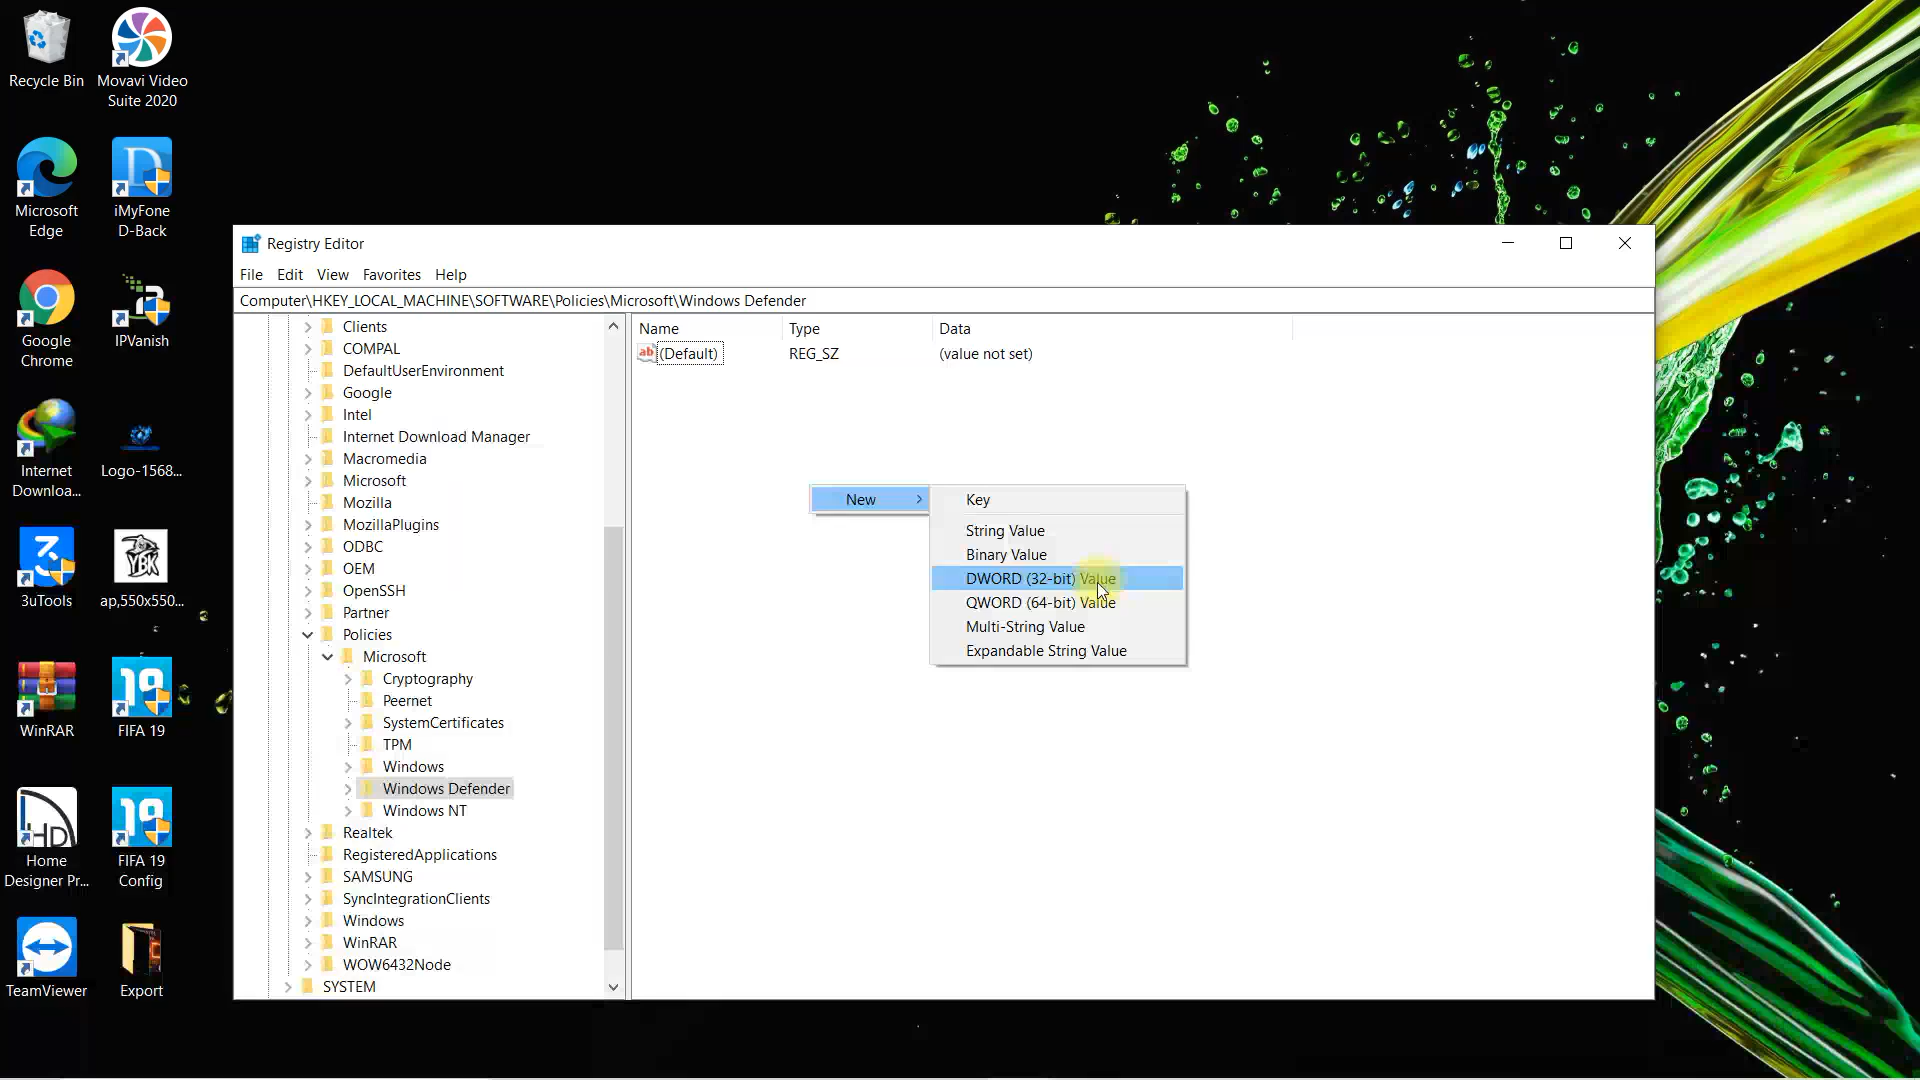 Recycle Bin
Movavi Video
Suite 2020
Microsoft
Edge
iMyFone
D-Back
Google
Chrome
IPVanish
Internet
Downloa...
Logo-1568...
3uTools
YBK
ap,550x550...
WinRAR
19
FIFA 19
HD
Home
Designer Pr...
19
FIFA 19
Config
TeamViewer
Export
Registry Editor
File Edit View Favorites Help
Computer\HKEY_LOCAL_MACHINE\SOFTWARE\Policies\Microsoft\Windows Defender
Clients
COMPAL
DefaultUserEnvironment
Google
Intel
Internet Download Manager
Macromedia
Microsoft
Mozilla
MozillaPlugins
ODBC
OEM
OpenSSH
Partner
Policies
Microsoft
Cryptography
Peernet
SystemCertificates
TPM
Windows
Windows Defender
Windows NT
Realtek
RegisteredApplications
SAMSUNG
SyncIntegrationClients
Windows
WinRAR
WOW6432Node
SYSTEM
Name Type Data
ab (Default) REG_SZ (value not set)
New
Key
String Value
Binary Value
DWORD (32-bit) Value
QWORD (64-bit) Value
Multi-String Value
Expandable String Value